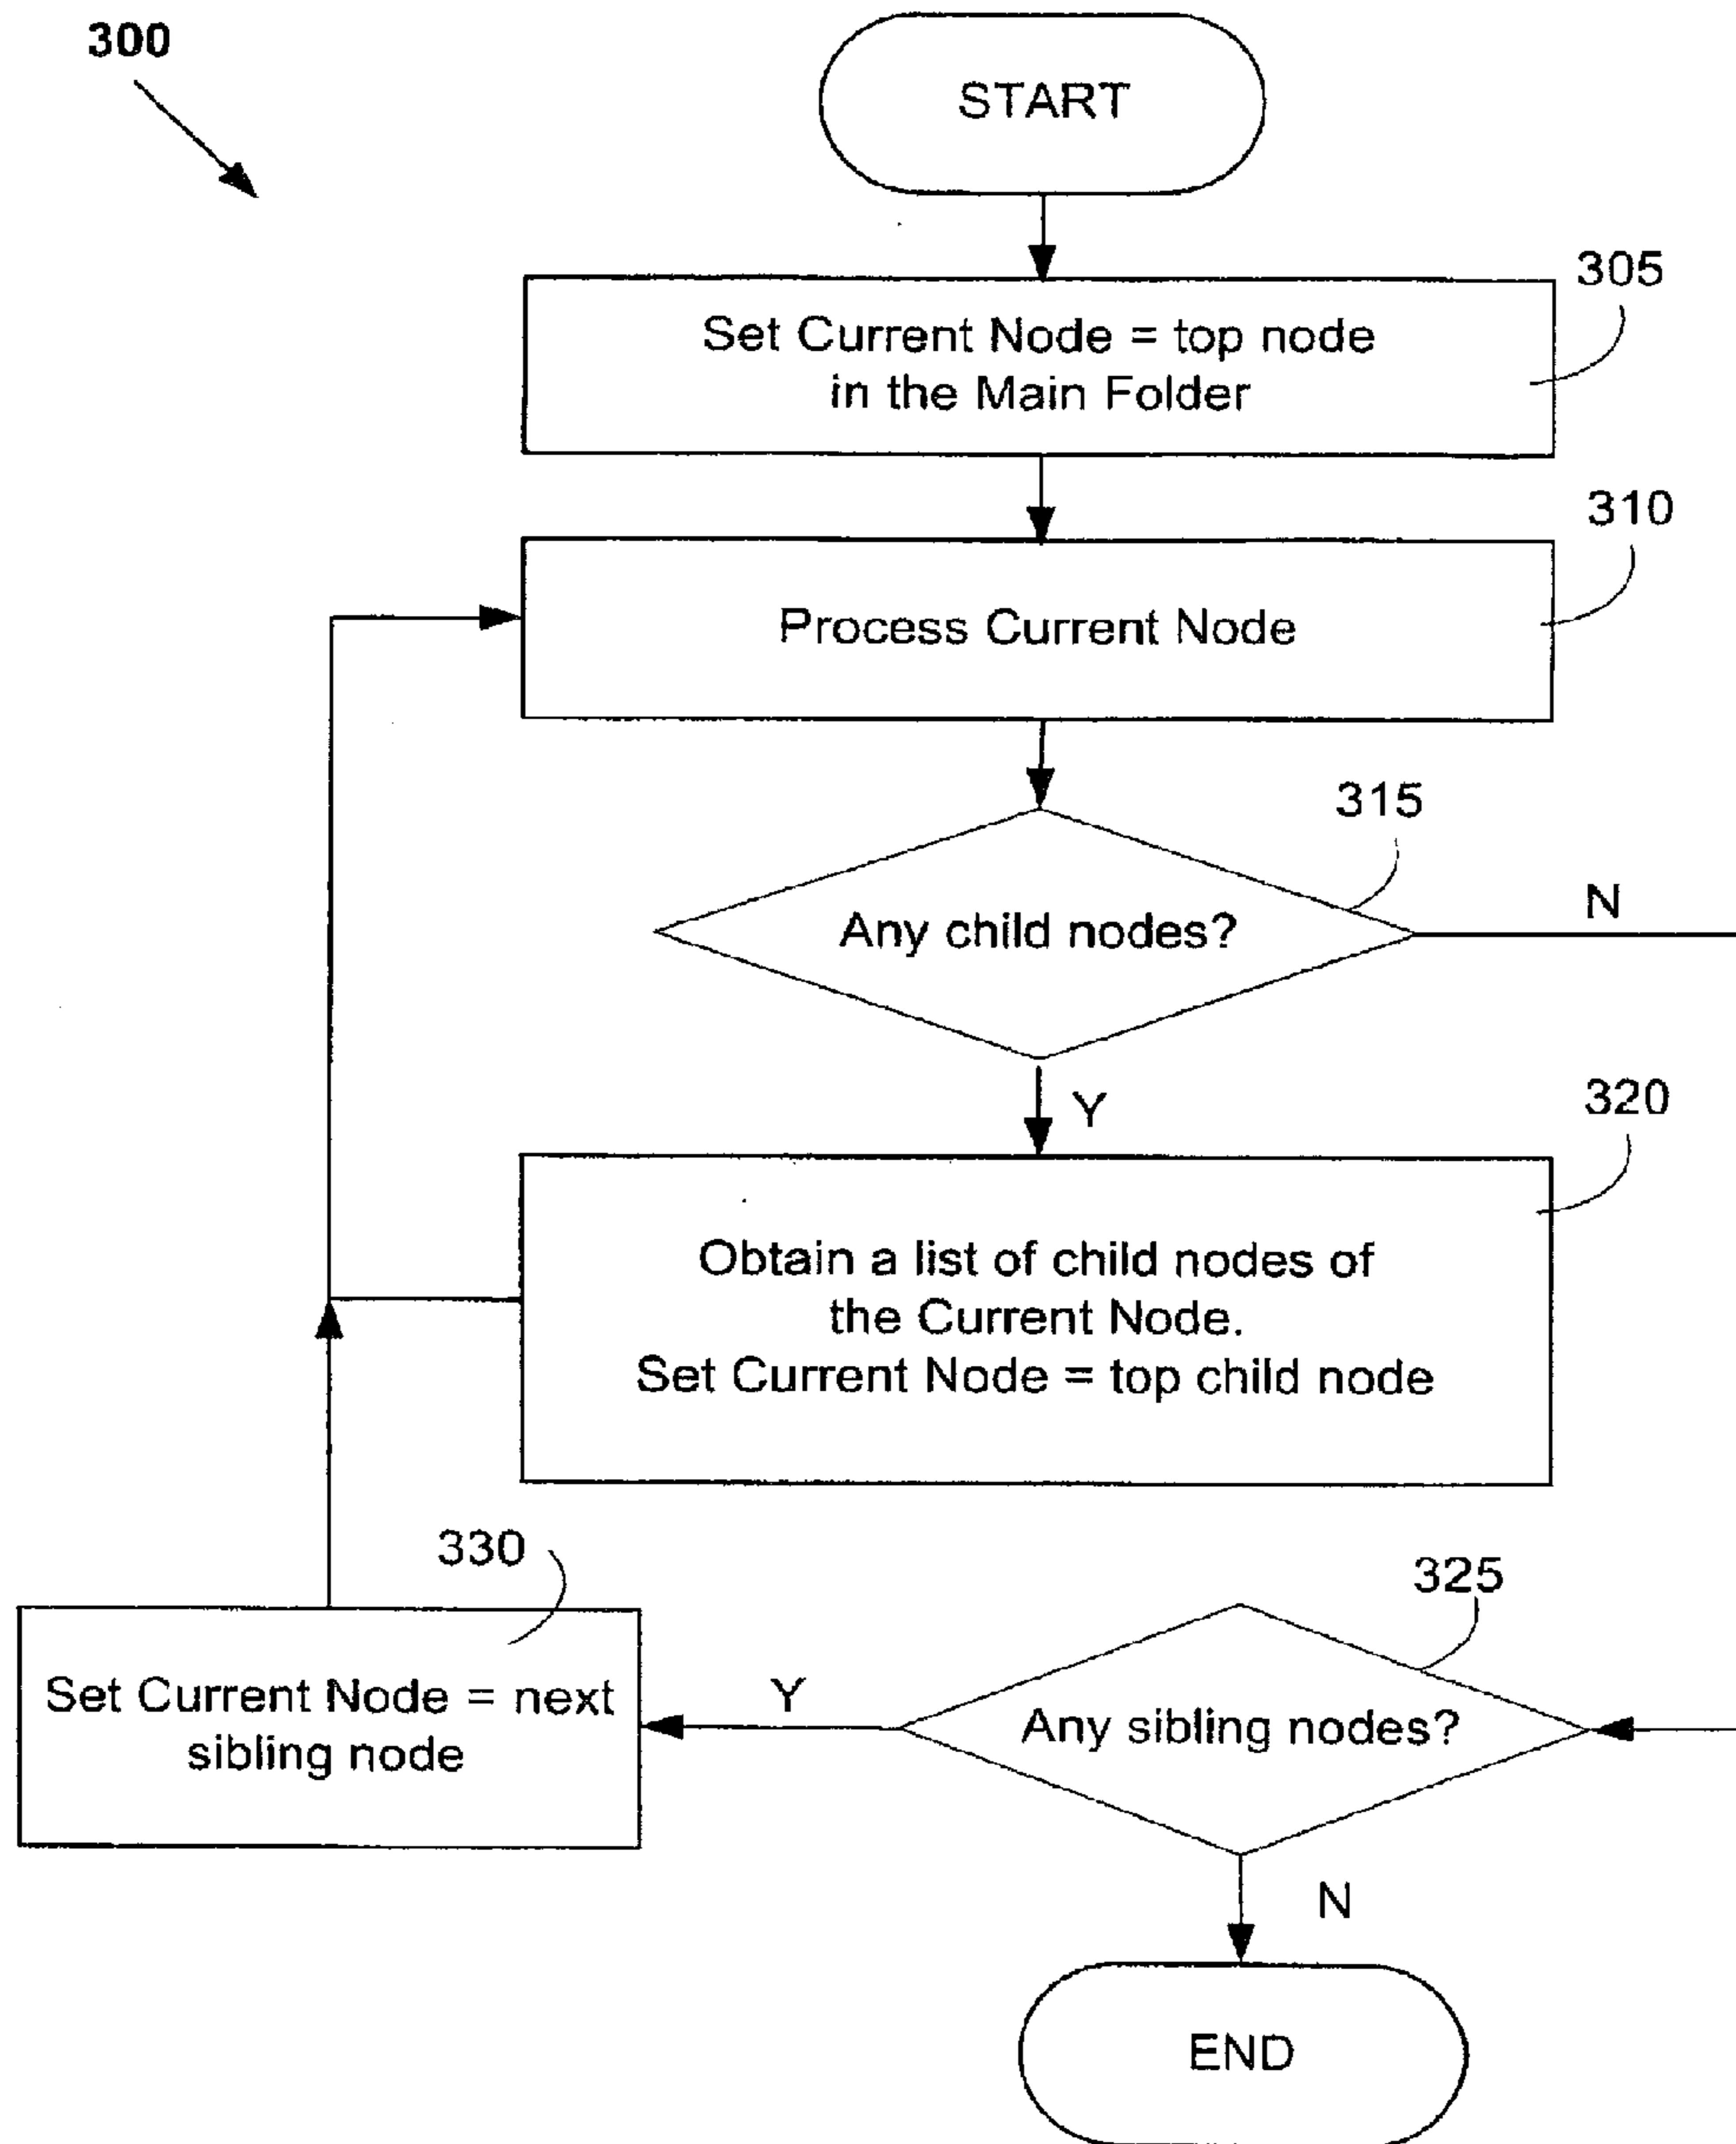 300
START
305
Set Current Node = top node
in the Main Folder
310
Process Current Node
315
Any child nodes?
N
Y
320
Obtain a list of child nodes of
the Current Node.
Set Current Node = top child node
330
325
Set Current Node = next
sibling node
Y
Any sibling nodes?
N
END